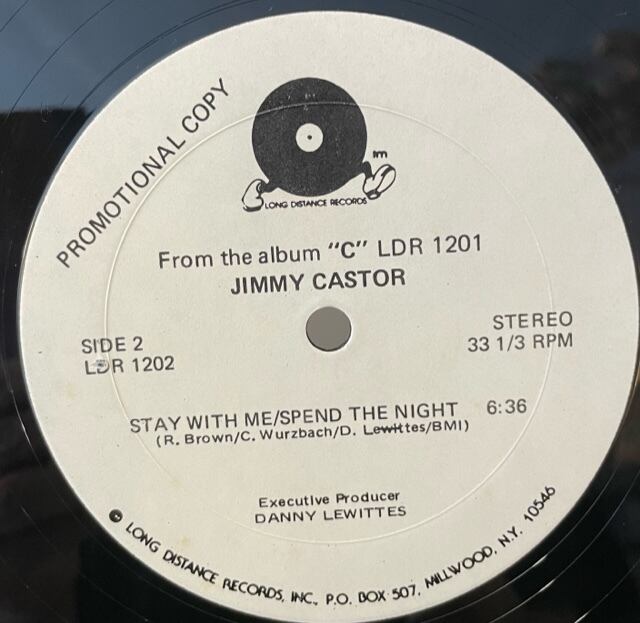 PROMOTIONAL COPY
tm
LONG DISTANCE RECORDS
From the album "C" LDR 1201
JIMMY CASTOR
SIDE 2
LDR 1202
STEREO
33 1/3 RPM
STAY WITH ME/SPEND THE NIGHT 6:36
(R. Brown/C. Wurzbach/D. Lewittes/BMI)
Executive Producer
DANNY LEWITTES
© LONG DISTANCE RECORDS, INC., P.O. BOX 507, MILLWOOD, N.Y. 10546